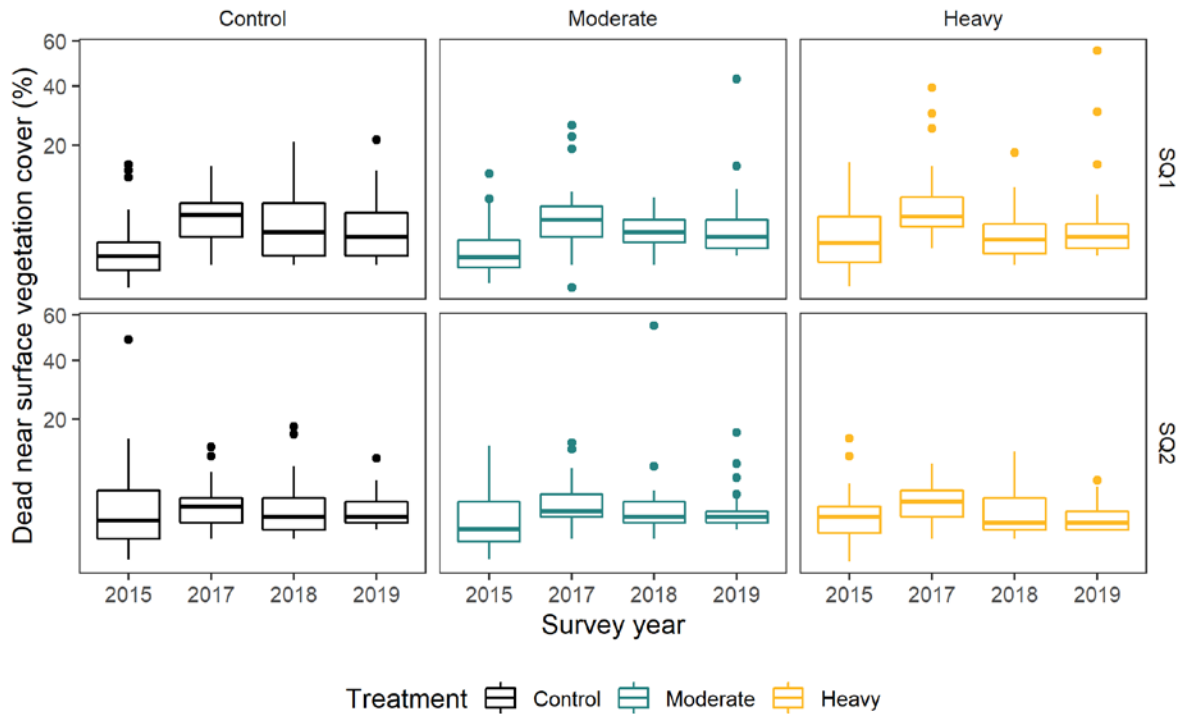 Control Moderate Heavy
Dead near surface vegetation cover (%)
60
40
20
SQ1
60
40
20
SQ2
2015 2017 2018 2019 2015 2017 2018 2019 2015 2017 2018 2019
Survey year
Treatment Control Moderate Heavy